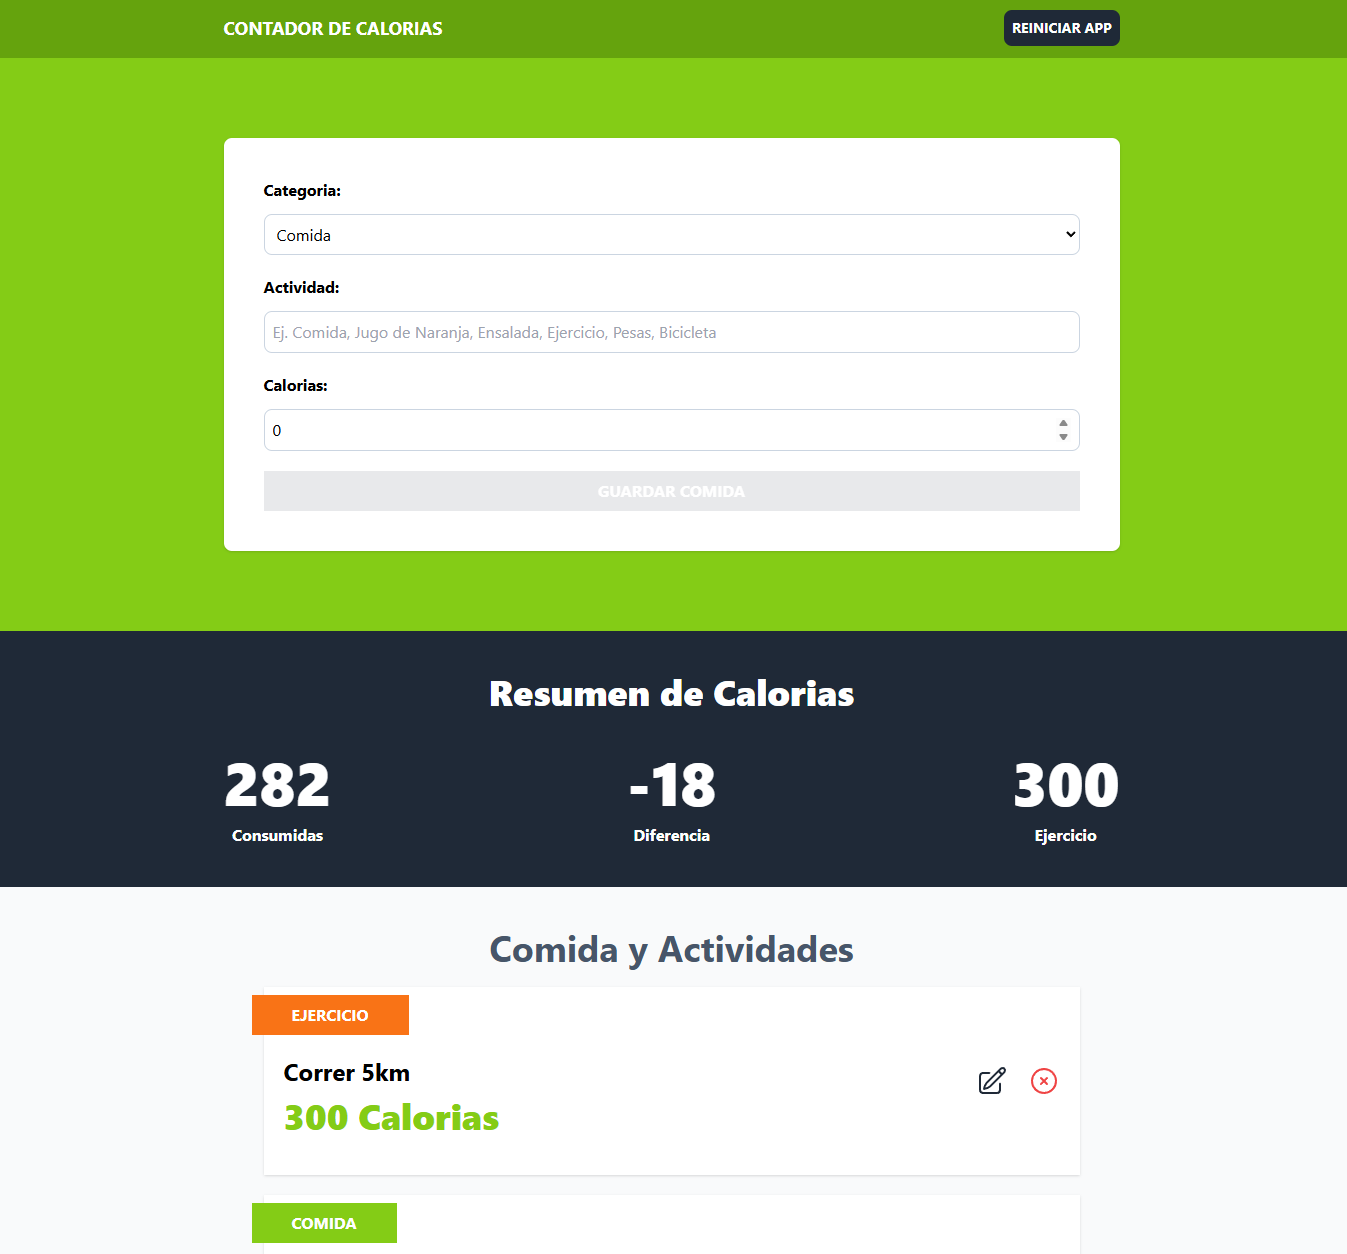 CONTADOR DE CALORIAS
REINICIAR APP
Categoria:
Comida
Actividad:
Ej. Comida, Jugo de Naranja, Ensalada, Ejercicio, Pesas, Bicicleta
Calorias:
0
GUARDAR COMIDA
Resumen de Calorias
282
Consumidas
-18
Diferencia
300
Ejercicio
Comida y Actividades
EJERCICIO
Correr 5km
300 Calorias
COMIDA